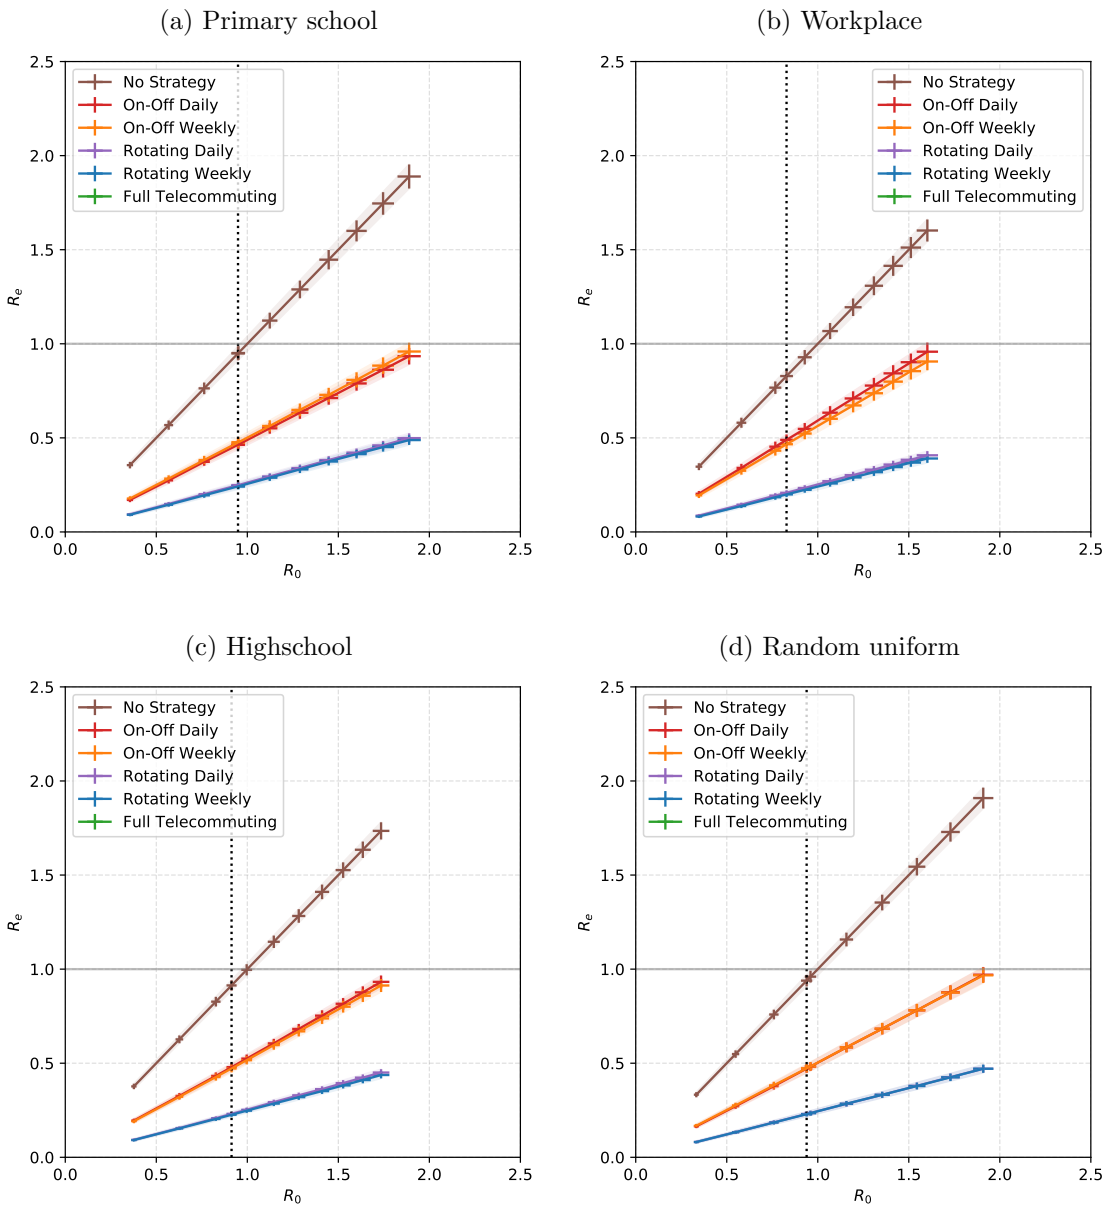 (a) Primary school
2.5
2.0
1.5
1.0
0.5
0.0
R_e
No Strategy
On-Off Daily
On-Off Weekly
Rotating Daily
Rotating Weekly
Full Telecommuting
0.0 0.5 1.0 1.5 2.0 2.5
R_0
(b) Workplace
2.5
2.0
1.5
1.0
0.5
0.0
R_e
No Strategy
On-Off Daily
On-Off Weekly
Rotating Daily
Rotating Weekly
Full Telecommuting
0.0 0.5 1.0 1.5 2.0 2.5
R_0
(c) Highschool
2.5
2.0
1.5
1.0
0.5
0.0
R_e
No Strategy
On-Off Daily
On-Off Weekly
Rotating Daily
Rotating Weekly
Full Telecommuting
0.0 0.5 1.0 1.5 2.0 2.5
R_0
(d) Random uniform
2.5
2.0
1.5
1.0
0.5
0.0
R_e
No Strategy
On-Off Daily
On-Off Weekly
Rotating Daily
Rotating Weekly
Full Telecommuting
0.0 0.5 1.0 1.5 2.0 2.5
R_0